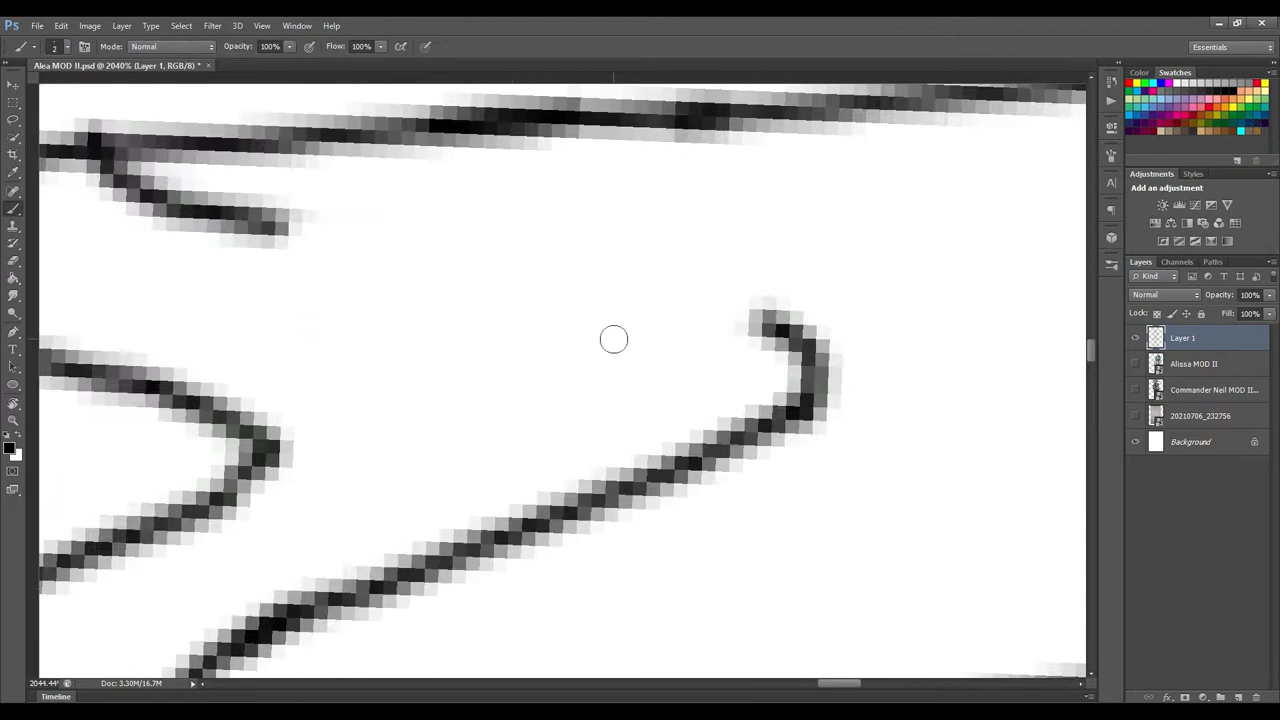 Ps File Edit Image Layer Type Select Filter 3D View Window Help
2 Mode: Normal Opacity: 100% Flow: 100% Essentials
Alea MOD II.psd @ 2040% (Layer 1, RGB/8) * ×
Color Swatches
Adjustments Styles
Add an adjustment
Layers Channels Paths
Kind
Normal Opacity: 100%
Lock: Fill: 100%
Layer 1
Alissa MOD II
Commander Neil MOD II...
20210706_232756
Background
2044.44% Doc: 3.30M/16.7M
Timeline